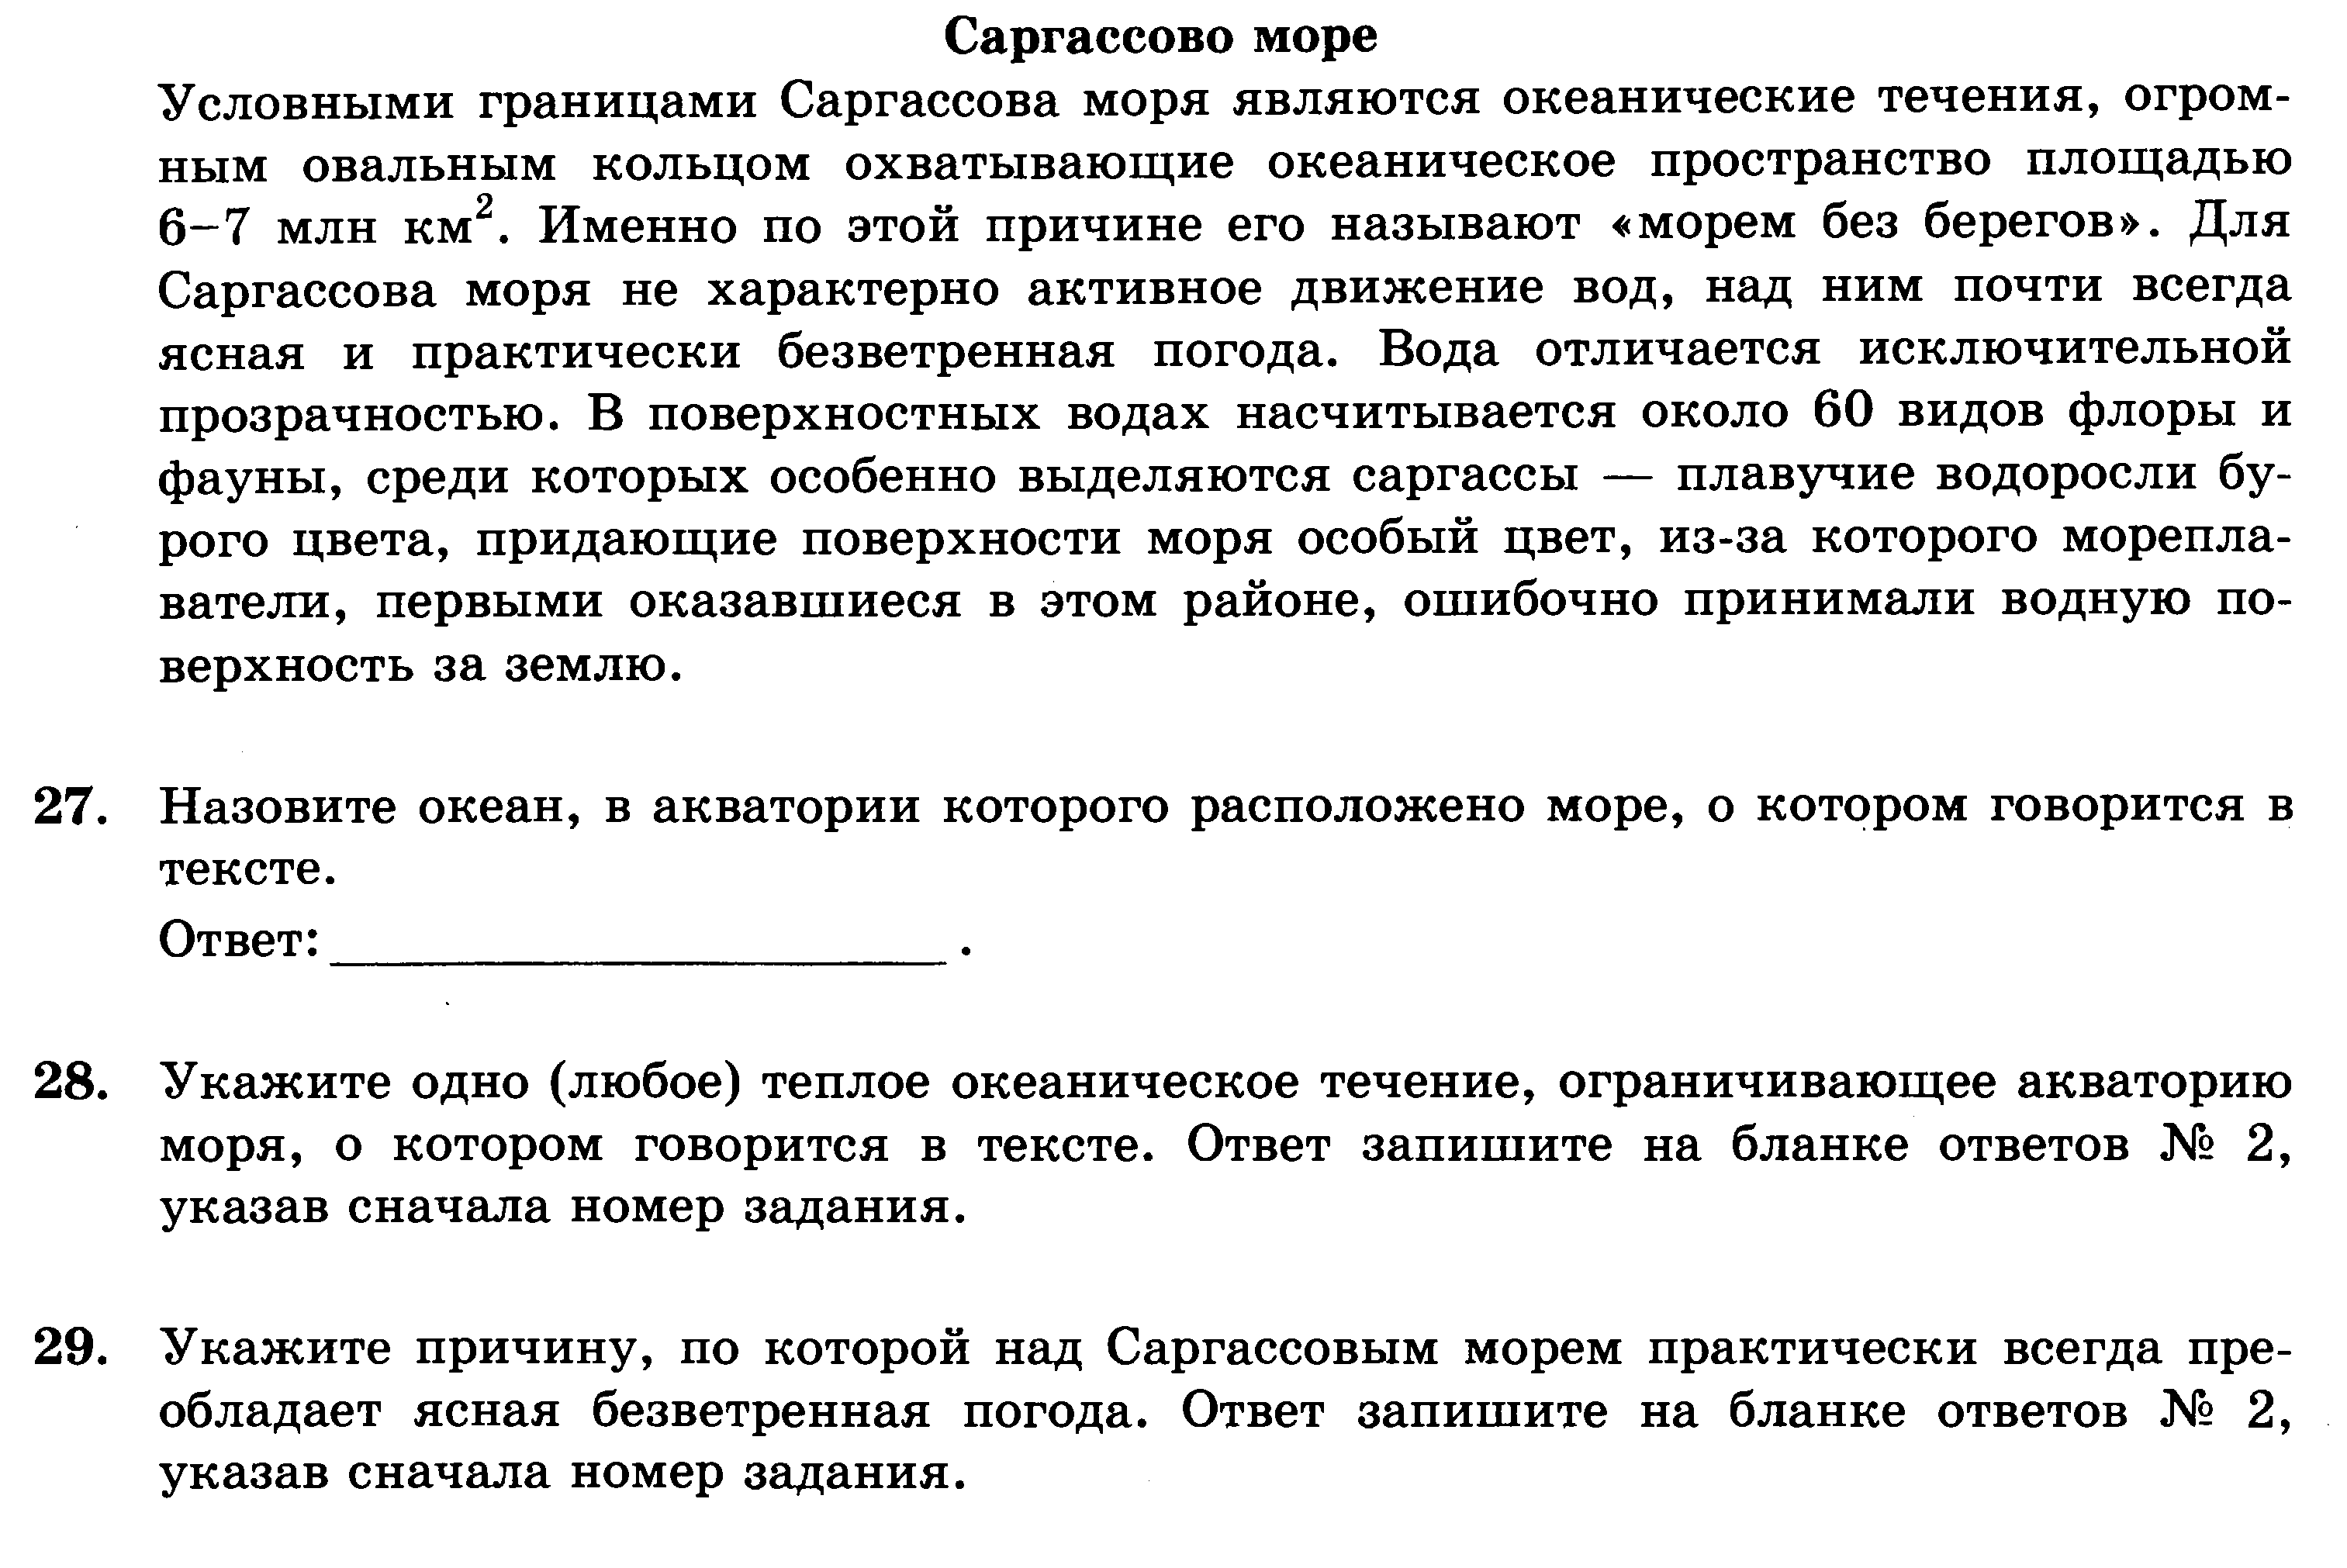 Саргассово море
Условными границами Саргассова моря являются океанические течения, огром-
ным овальным кольцом охватывающие океаническое пространство площадью
6—7 млн км². Именно по этой причине его называют «морем без берегов». Для
Саргассова моря не характерно активное движение вод, над ним почти всегда
ясная и практически безветренная погода. Вода отличается исключительной
прозрачностью. В поверхностных водах насчитывается около 60 видов флоры и
фауны, среди которых особенно выделяются саргассы — плавучие водоросли бу-
рого цвета, придающие поверхности моря особый цвет, из-за которого морепла-
ватели, первыми оказавшиеся в этом районе, ошибочно принимали водную по-
верхность за землю.
27. Назовите океан, в акватории которого расположено море, о котором говорится в
тексте.
Ответ: ____________________ .
28. Укажите одно (любое) теплое океаническое течение, ограничивающее акваторию
моря, о котором говорится в тексте. Ответ запишите на бланке ответов № 2,
указав сначала номер задания.
29. Укажите причину, по которой над Саргассовым морем практически всегда пре-
обладает ясная безветренная погода. Ответ запишите на бланке ответов № 2,
указав сначала номер задания.